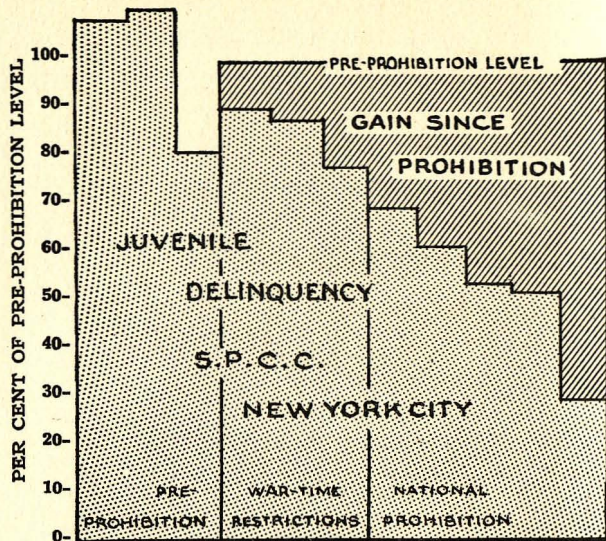 PER CENT OF PRE-PROHIBITION LEVEL
100-
90-
80-
70-
60-
50-
40-
30-
20-
10-
0-
PRE-PROHIBITION LEVEL
GAIN SINCE
PROHIBITION
JUVENILE
DELINQUENCY
S.P.C.C.
NEW YORK CITY
PRE-
PROHIBITION
WAR-TIME
RESTRICTIONS
NATIONAL
PROHIBITION